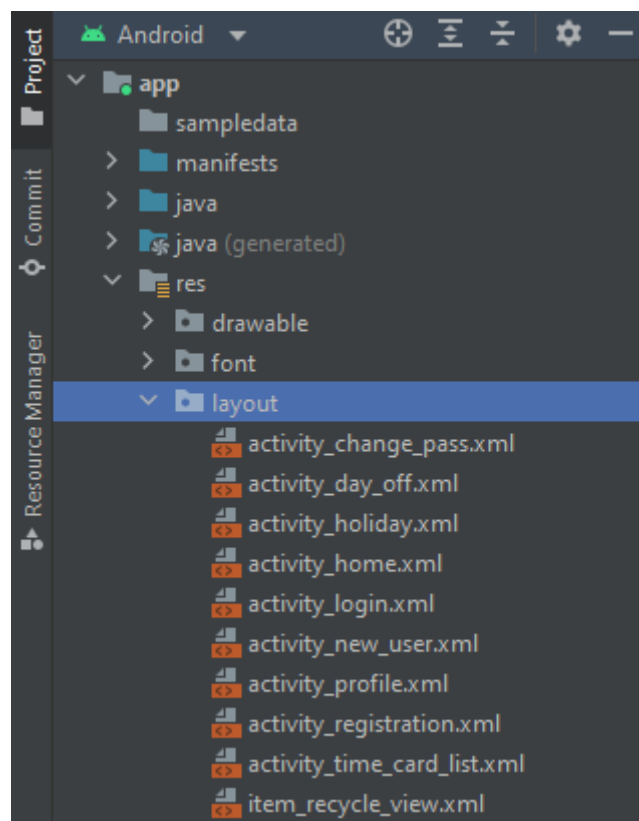 Project
Commit
Resource Manager
Android
app
sampledata
manifests
java
java (generated)
res
drawable
font
layout
activity_change_pass.xml
activity_day_off.xml
activity_holiday.xml
activity_home.xml
activity_login.xml
activity_new_user.xml
activity_profile.xml
activity_registration.xml
activity_time_card_list.xml
item_recycle_view.xml